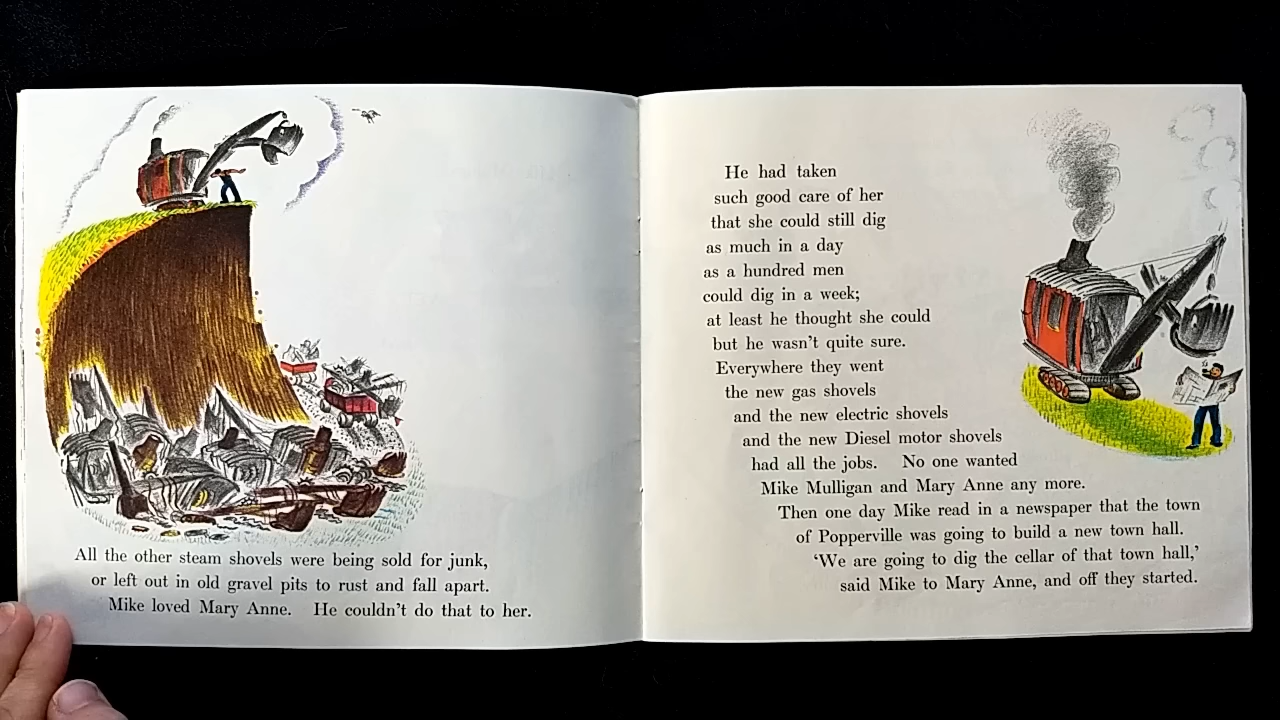 All the other steam shovels were being sold for junk,
or left out in old gravel pits to rust and fall apart.
Mike loved Mary Anne. He couldn't do that to her.
He had taken
such good care of her
that she could still dig
as much in a day
as a hundred men
could dig in a week;
at least he thought she could
but he wasn't quite sure.
Everywhere they went
the new gas shovels
and the new electric shovels
and the new Diesel motor shovels
had all the jobs. No one wanted
Mike Mulligan and Mary Anne any more.
Then one day Mike read in a newspaper that the town
of Popperville was going to build a new town hall.
‘We are going to dig the cellar of that town hall,’
said Mike to Mary Anne, and off they started.